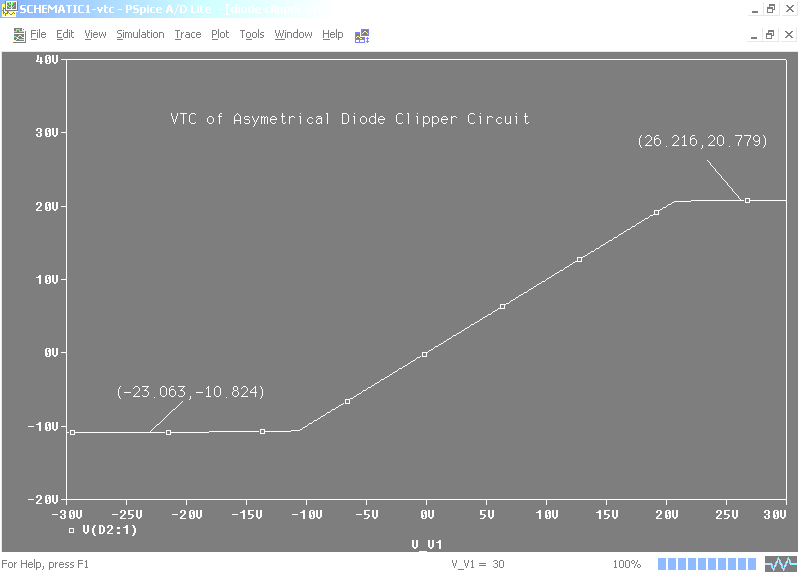 SCHEMATIC1-vtc - PSpice A/D Lite - [diode clipper
File Edit View Simulation Trace Plot Tools Window Help
40V
VTC of Asymetrical Diode Clipper Circuit
30V
(26.216,20.779)
20V
10V
0V
(-23.063,-10.824)
-10V
-20V
-30V -25V -20V -15V -10V -5V 0V 5V 10V 15V 20V 25V 30V
V(D2:1)
V_V1
For Help, press F1 V_V1 = 30 100%